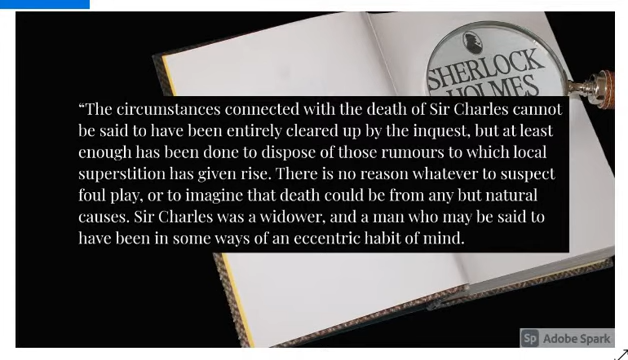 SHERLOCK
HOLMES
“The circumstances connected with the death of Sir Charles cannot
be said to have been entirely cleared up by the inquest, but at least
enough has been done to dispose of those rumours to which local
superstition has given rise. There is no reason whatever to suspect
foul play, or to imagine that death could be from any but natural
causes. Sir Charles was a widower, and a man who may be said to
have been in some ways of an eccentric habit of mind.
Sp Adobe Spark